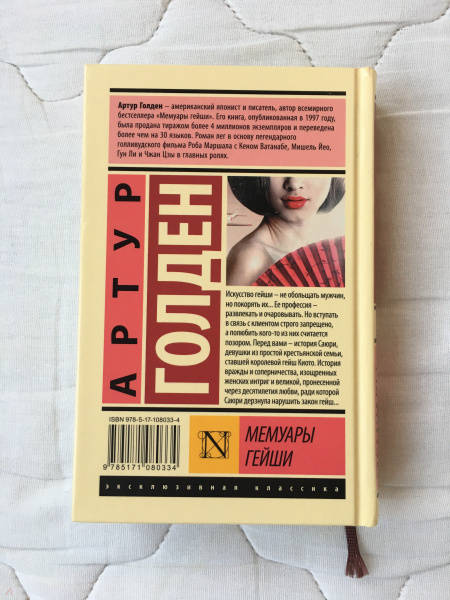 Артур Голден – американский японист и писатель, автор всемирного
бестселлера «Мемуары гейши». Его книга, опубликованная в 1997 году,
была продана тиражом более 4 миллионов экземпляров и переведена
более чем на 30 языков. Роман лег в основу легендарного
голливудского фильма Роба Маршала с Кеном Ватанабе, Мишель Йео,
Гун Ли и Чжан Цзы в главных ролях.
АРТУР
ГОЛДЕН
Искусство гейши – не обольщать мужчин,
но покорять их... Ее профессия –
развлекать и очаровывать. Но вступать
в связь с клиентом строго запрещено,
а полюбить кого-то из них считается
позором. Перед вами – история Саюри,
девушки из простой крестьянской семьи,
ставшей королевой гейш Киото. История
вражды и соперничества, изощренных
женских интриг и великой, пронесенной
через десятилетия любви, ради которой
Саюри дерзнула нарушить закон гейш...
ISBN 978-5-17-108033-4
9785171080334
N
МЕМУАРЫ
ГЕЙШИ
эксклюзивная классика